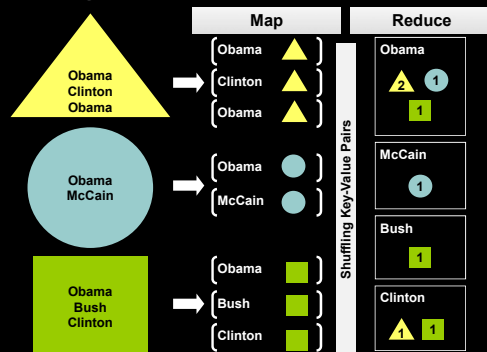 Map
Reduce
Obama
Clinton
Obama
Obama
Clinton
Obama
Obama
McCain
Obama
McCain
Obama
Bush
Clinton
Obama
Bush
Clinton
Shuffling Key-Value Pairs
Obama
2
1
1
McCain
1
Bush
1
Clinton
1
1